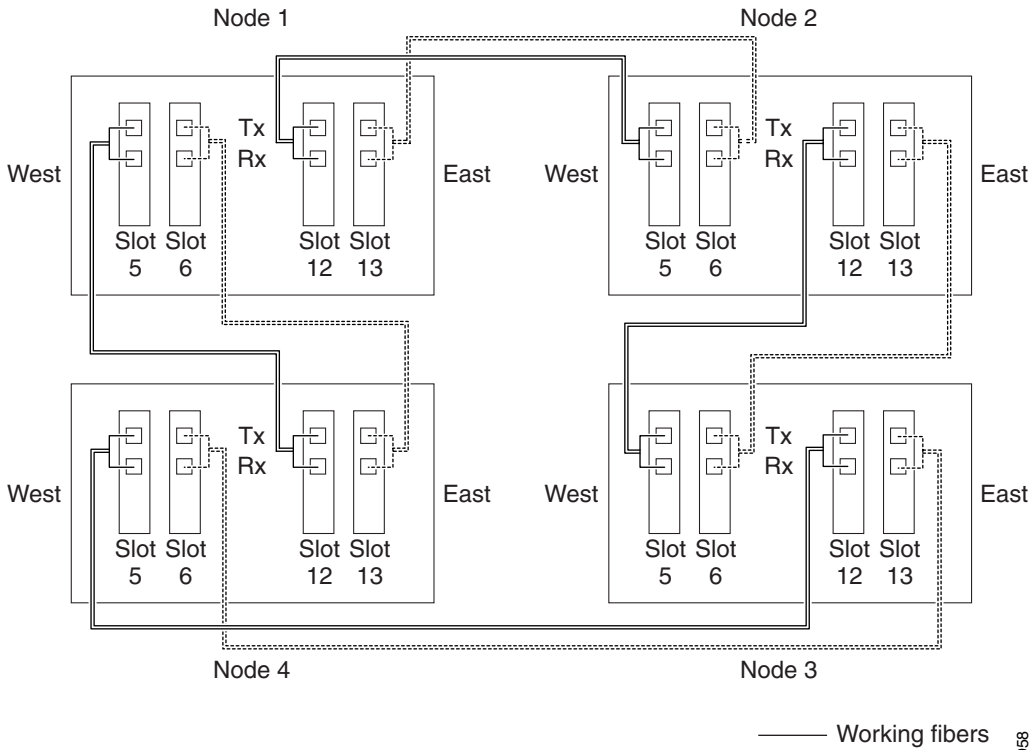 Node 1 Node 2
Tx Tx
West Rx East West Rx East
Slot Slot Slot Slot Slot Slot Slot Slot
5 6 12 13 5 6 12 13
Tx Tx
West Rx East West Rx East
Slot Slot Slot Slot Slot Slot Slot Slot
5 6 12 13 5 6 12 13
Node 4 Node 3
Working fibers